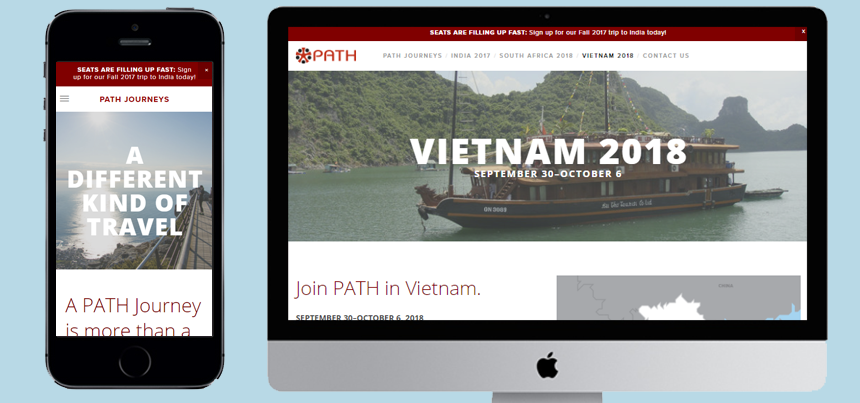 SEATS ARE FILLING UP FAST: Sign
up for our Fall 2017 trip to India today!
x
PATH JOURNEYS
A
DIFFERENT
KIND OF
TRAVEL
A PATH Journey
is more than a
SEATS ARE FILLING UP FAST: Sign up for our Fall 2017 trip to India today!
x
PATH
PATH JOURNEYS / INDIA 2017 / SOUTH AFRICA 2018 / VIETNAM 2018 / CONTACT US
VIETNAM 2018
SEPTEMBER 30–OCTOBER 6
Join PATH in Vietnam.
CHINA
SEPTEMBER 30–OCTOBER 6, 2018